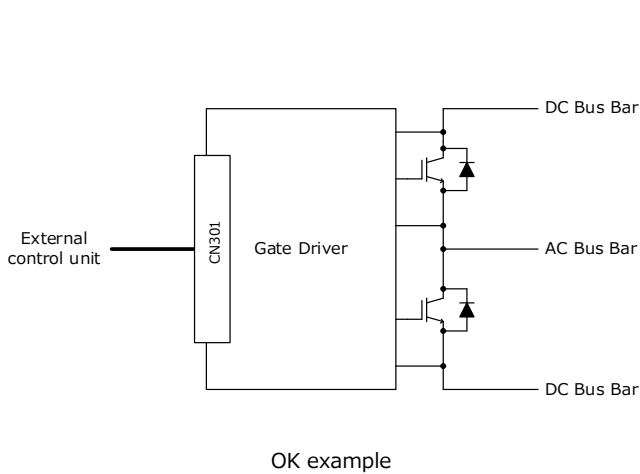 DC Bus Bar
External
control unit
CN301
Gate Driver
AC Bus Bar
DC Bus Bar
OK example